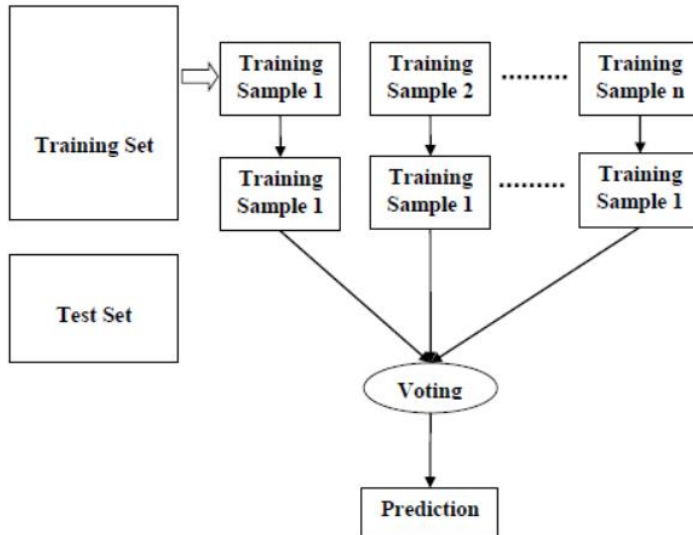 Training Set
Training
Sample 1
Training
Sample 2
.........
Training
Sample n
Training
Sample 1
Training
Sample 1
.........
Training
Sample 1
Test Set
Voting
Prediction